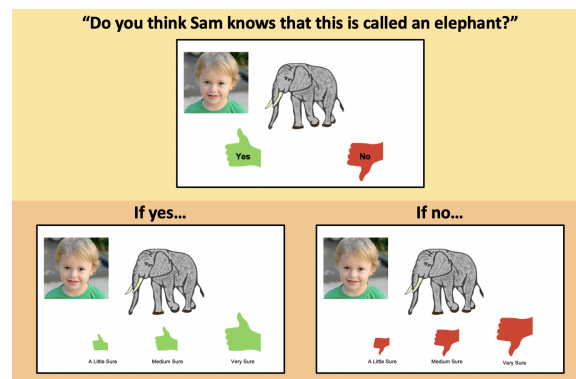 “Do you think Sam knows that this is called an elephant?”
Yes
No
If yes...
A Little Sure
Medium Sure
Very Sure
If no...
A Little Sure
Medium Sure
Very Sure